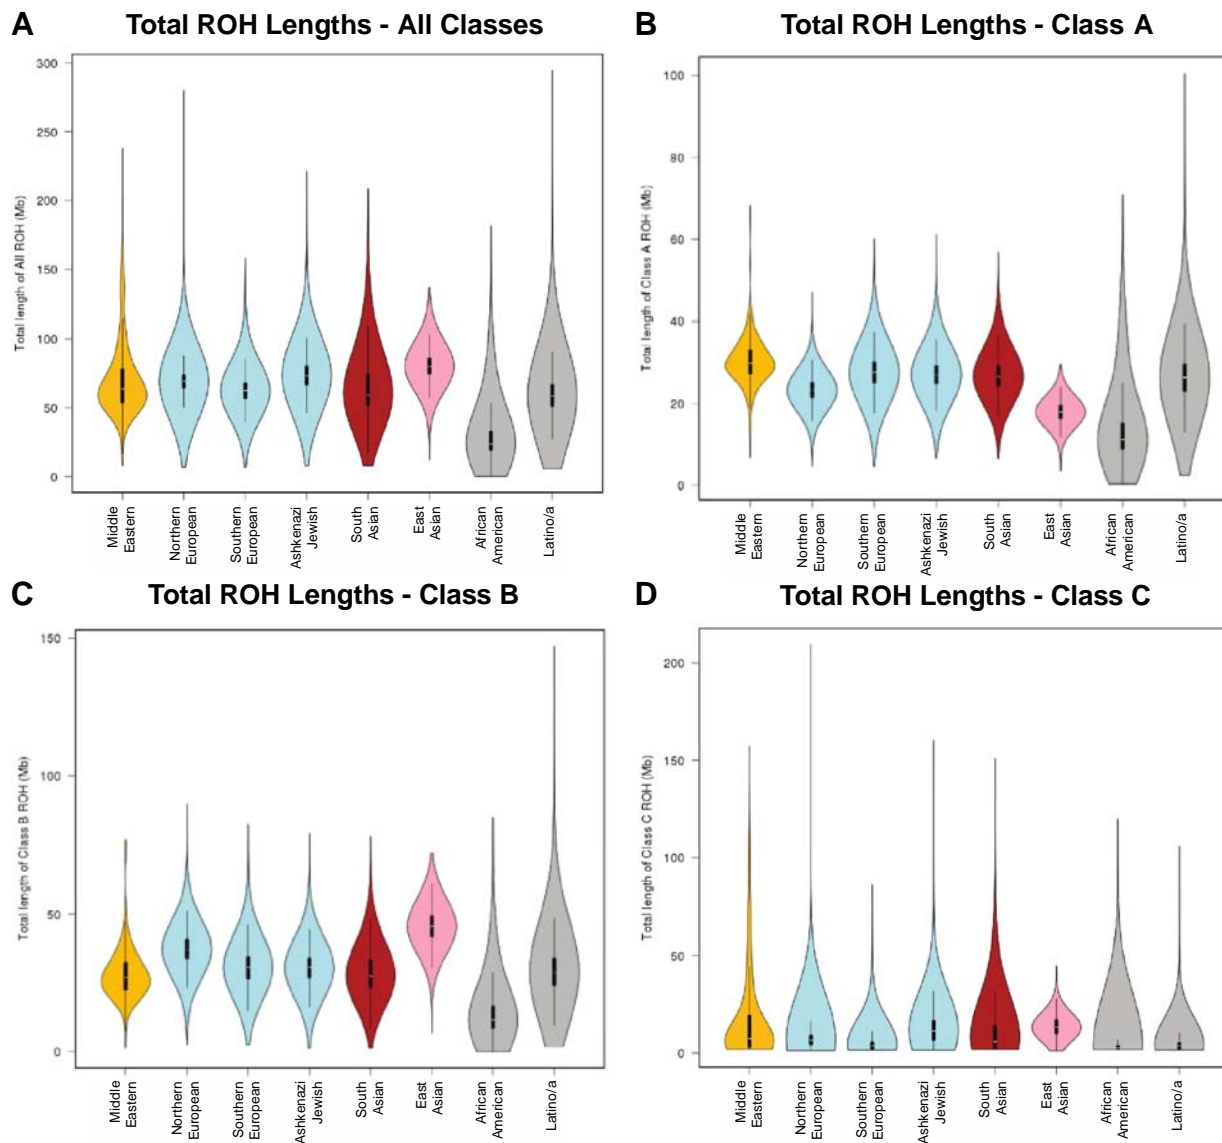 A Total ROH Lengths - All Classes
Total length of All ROH (Mb)
300
250
200
150
100
50
0
Middle
Eastern
Northern
European
Southern
European
Ashkenazi
Jewish
South
Asian
East
Asian
African
American
Latino/a
B Total ROH Lengths - Class A
Total length of Class A ROH (Mb)
100
80
60
40
20
0
Middle
Eastern
Northern
European
Southern
European
Ashkenazi
Jewish
South
Asian
East
Asian
African
American
Latino/a
C Total ROH Lengths - Class B
Total length of Class B ROH (Mb)
150
100
50
0
Middle
Eastern
Northern
European
Southern
European
Ashkenazi
Jewish
South
Asian
East
Asian
African
American
Latino/a
D Total ROH Lengths - Class C
Total length of Class C ROH (Mb)
200
150
100
50
0
Middle
Eastern
Northern
European
Southern
European
Ashkenazi
Jewish
South
Asian
East
Asian
African
American
Latino/a